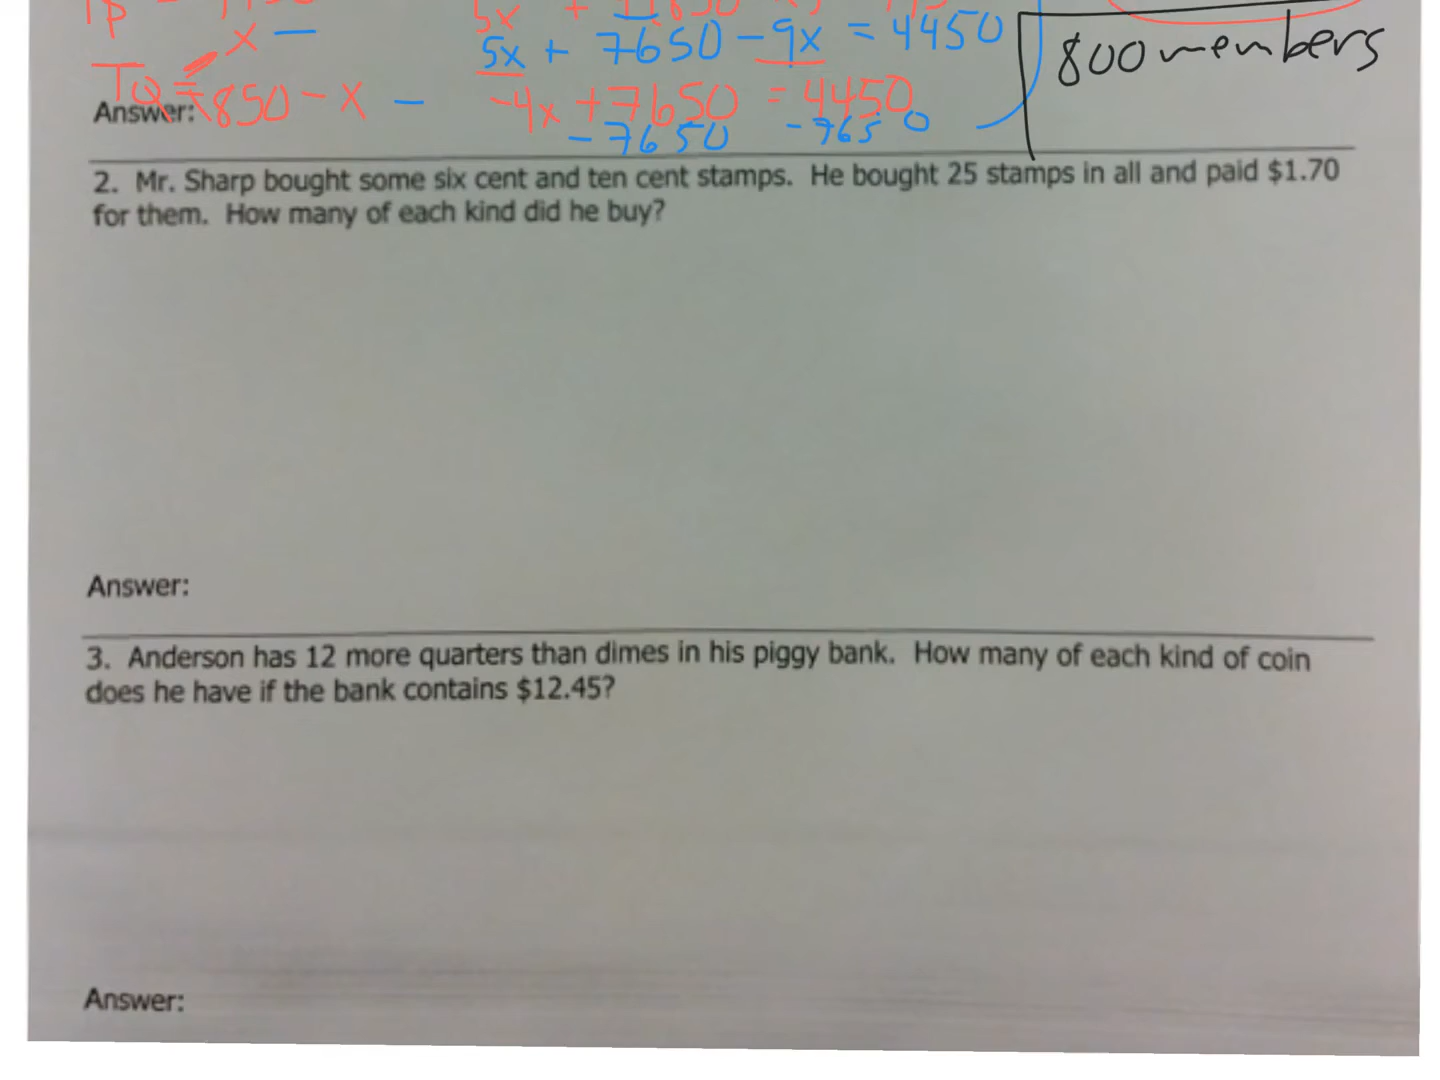 x -
5x + 7650 - 9x = 4450
800 members
TQ = 850 - x -
-4x + 7650 = 4450
Answer:
- 7650 - 7650
2. Mr. Sharp bought some six cent and ten cent stamps. He bought 25 stamps in all and paid $1.70
for them. How many of each kind did he buy?
Answer:
3. Anderson has 12 more quarters than dimes in his piggy bank. How many of each kind of coin
does he have if the bank contains $12.45?
Answer: